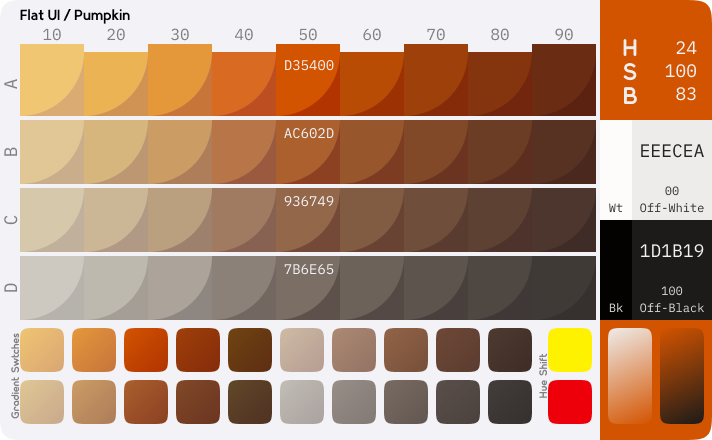 Flat UI / Pumpkin
10 20 30 40 50 60 70 80 90
A
D35400
B
AC602D
C
936749
D
7B6E65
Gradient Swtches
Hue Shift
H 24
S 100
B 83
EEECEA
00
Wt Off-White
1D1B19
100
Bk Off-Black